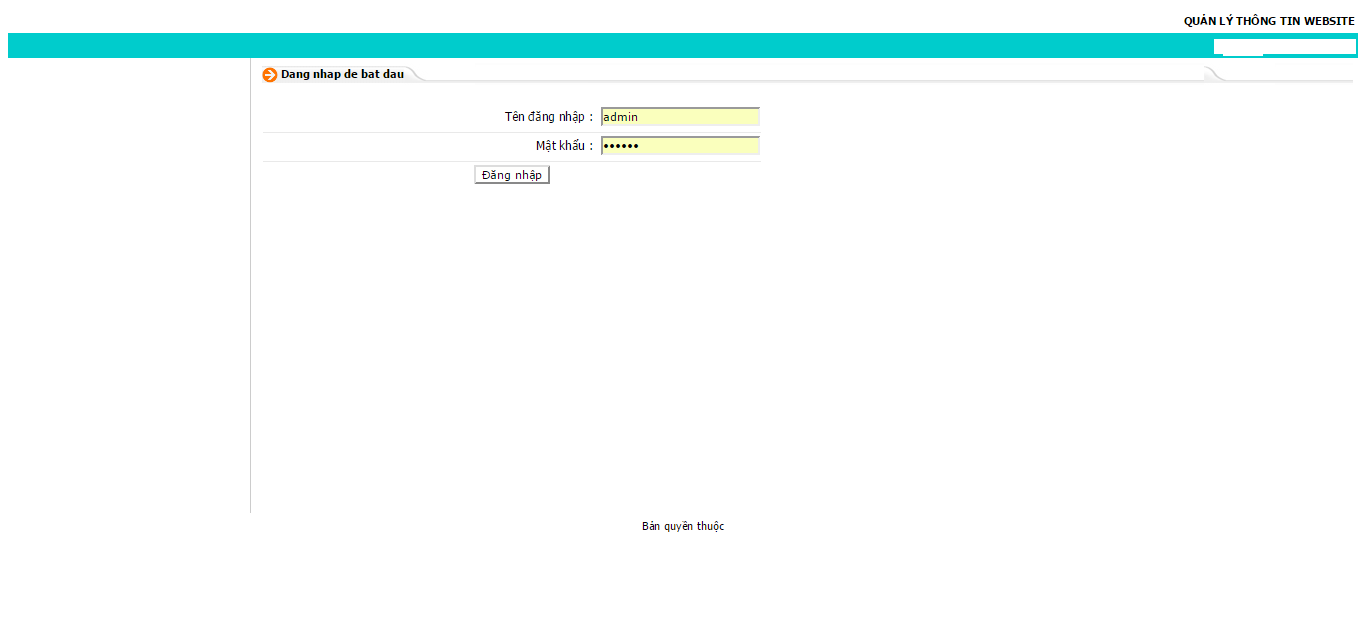 QUẢN LÝ THÔNG TIN WEBSITE
Dang nhap de bat dau
Tên đăng nhập : admin
Mật khẩu : ••••••
Đăng nhập
Bản quyền thuộc